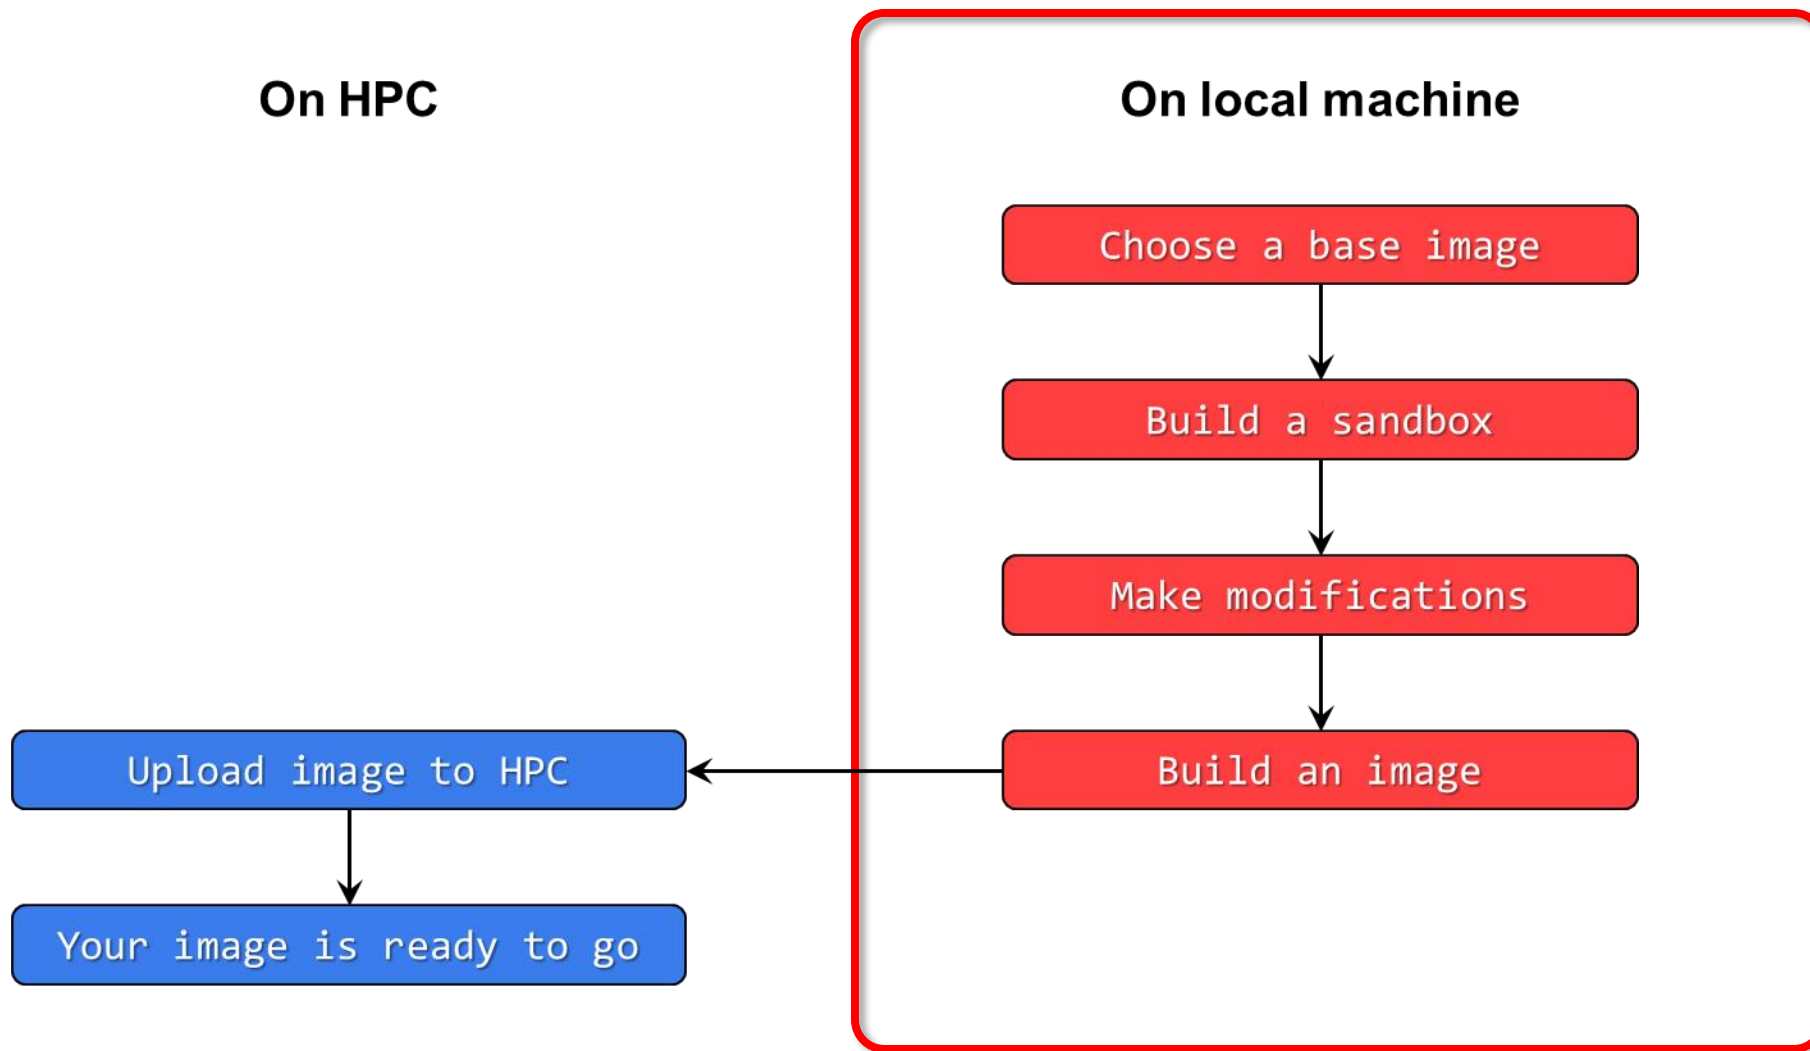 On HPC
On local machine
Choose a base image
Build a sandbox
Make modifications
Build an image
Upload image to HPC
Your image is ready to go